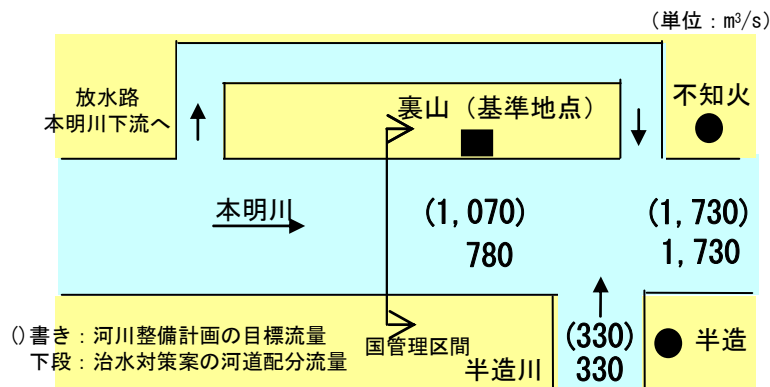 （単位：m³/s）
放水路
本明川下流へ
裏山（基準地点）
不知火
本明川
(1,070)
780
(1,730)
1,730
()書き：河川整備計画の目標流量
下段：治水対策案の河道配分流量
国管理区間
半造川
(330)
330
半造